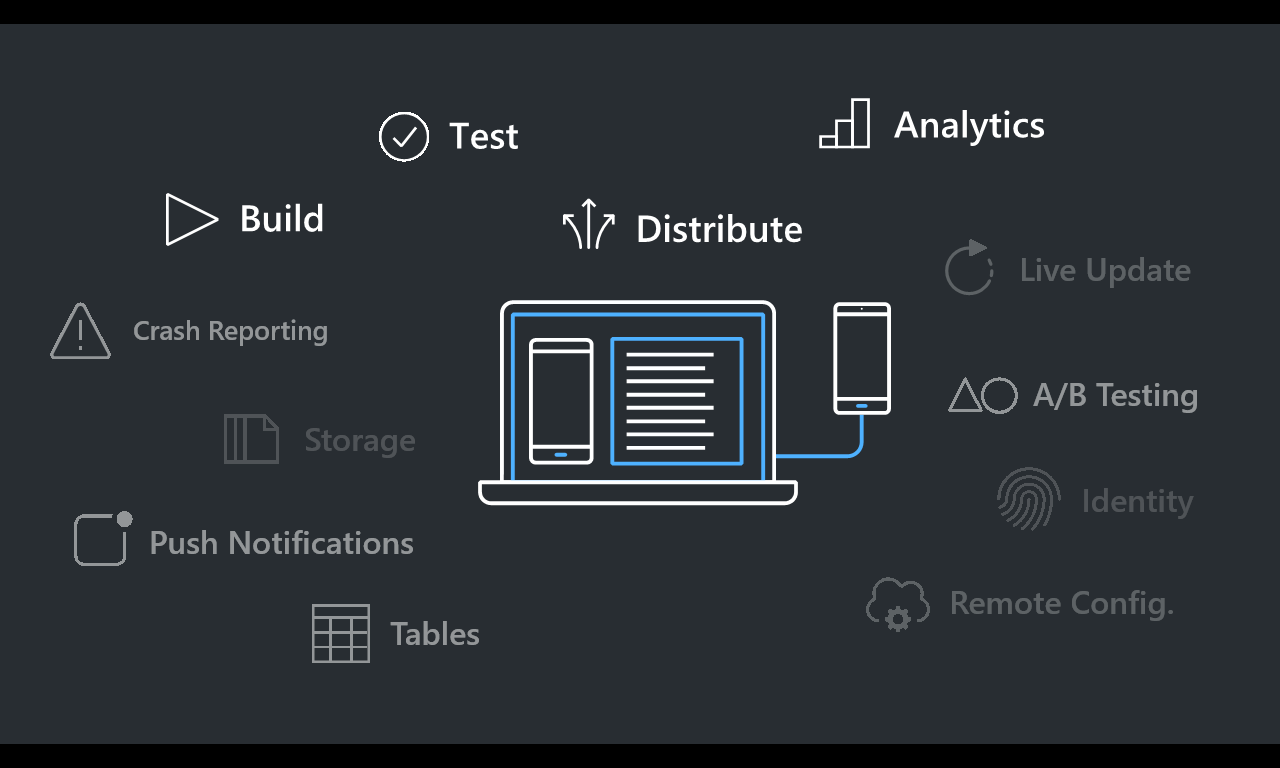 Analytics
Test
Build
Distribute
Live Update
Crash Reporting
A/B Testing
Storage
Identity
Push Notifications
Remote Config.
Tables